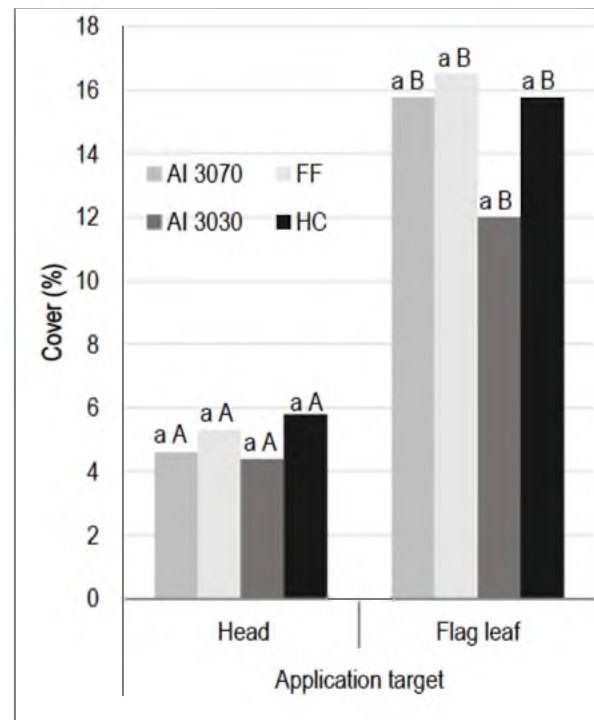 18
16
14
12
10
8
6
4
2
0
Cover (%)
AI 3070 FF
AI 3030 HC
a A a A a A a A
a B a B a B a B
Head Flag leaf
Application target